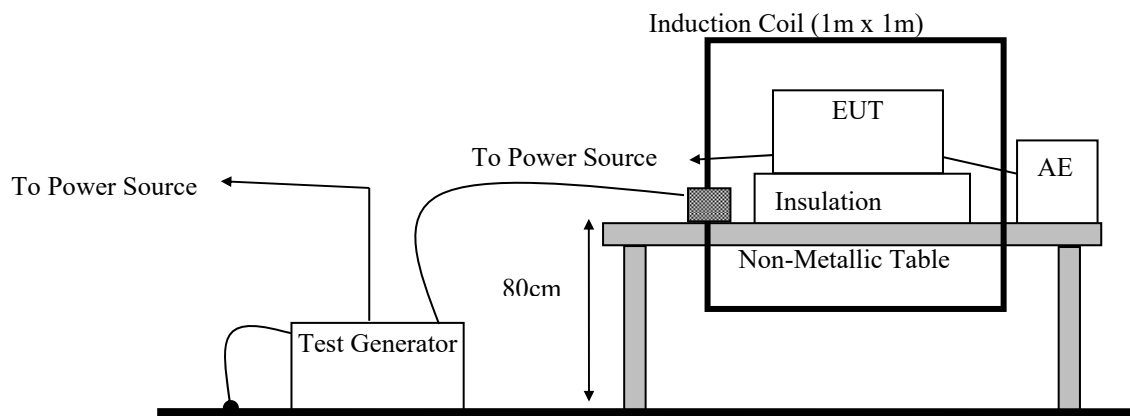 Induction Coil (1m x 1m)
EUT
To Power Source
AE
To Power Source
Insulation
Non-Metallic Table
80cm
Test Generator